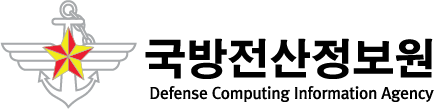 국방전산정보원
Defense Computing Information Agency